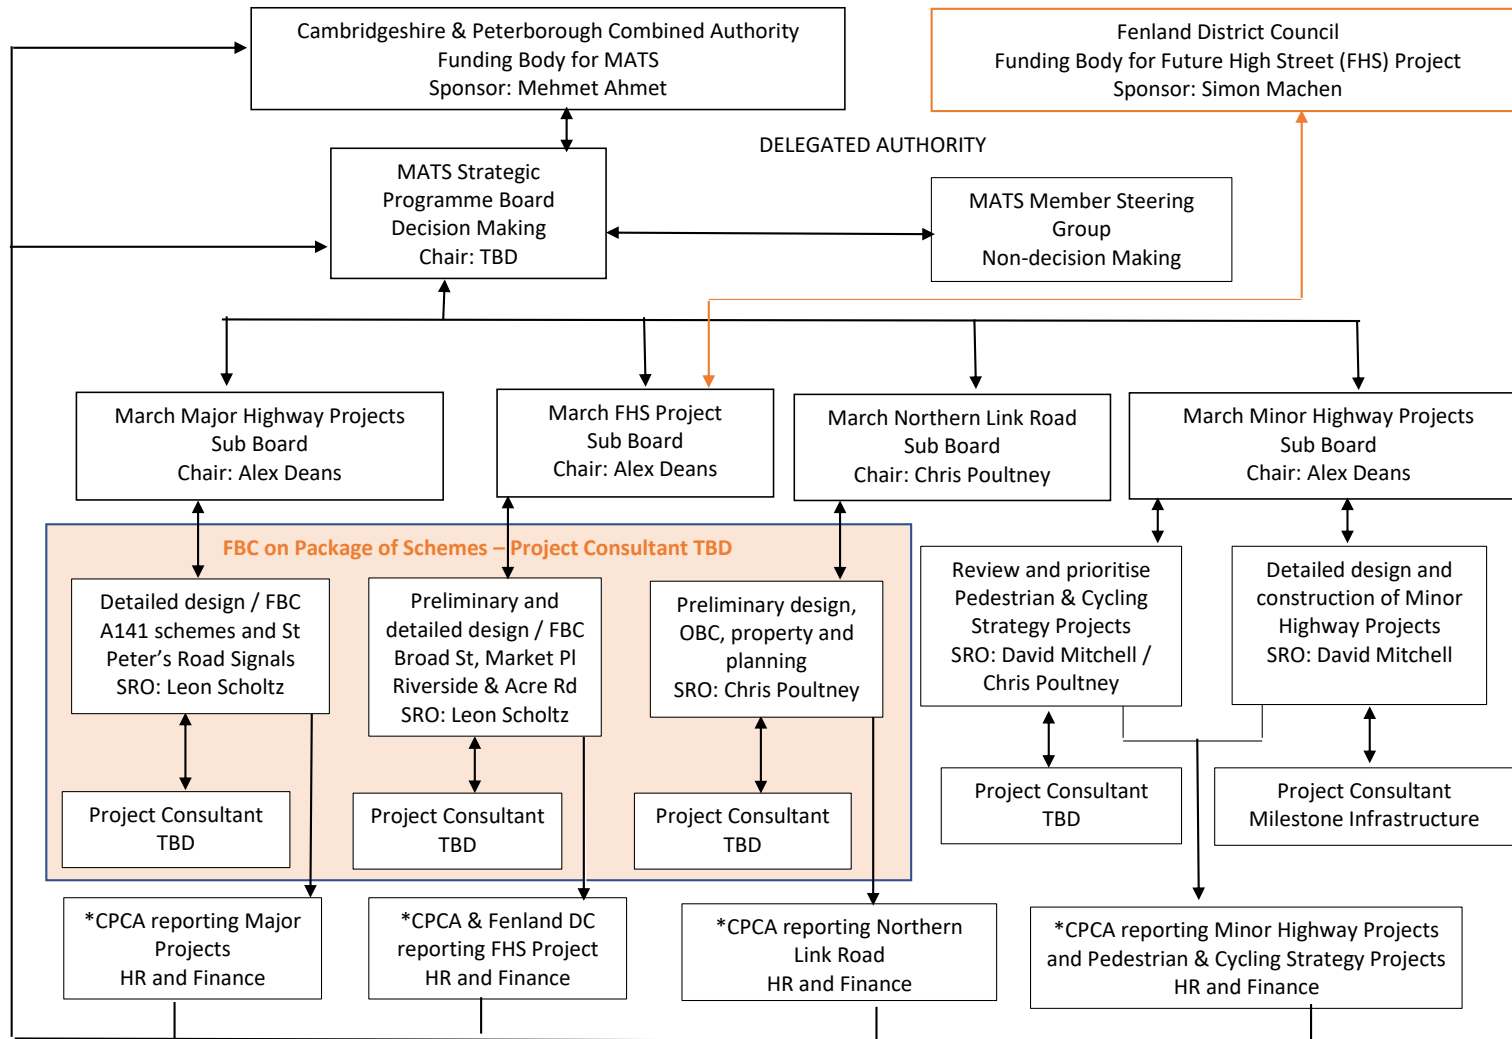 Cambridgeshire & Peterborough Combined Authority
Funding Body for MATS
Sponsor: Mehmet Ahmet
Fenland District Council
Funding Body for Future High Street (FHS) Project
Sponsor: Simon Machen
DELEGATED AUTHORITY
MATS Strategic
Programme Board
Decision Making
Chair: TBD
MATS Member Steering
Group
Non-decision Making
March Major Highway Projects
Sub Board
Chair: Alex Deans
March FHS Project
Sub Board
Chair: Alex Deans
March Northern Link Road
Sub Board
Chair: Chris Poultney
March Minor Highway Projects
Sub Board
Chair: Alex Deans
FBC on Package of Schemes – Project Consultant TBD
Detailed design / FBC
A141 schemes and St
Peter's Road Signals
SRO: Leon Scholtz
Preliminary and
detailed design / FBC
Broad St, Market Pl
Riverside & Acre Rd
SRO: Leon Scholtz
Preliminary design,
OBC, property and
planning
SRO: Chris Poultney
Review and prioritise
Pedestrian & Cycling
Strategy Projects
SRO: David Mitchell /
Chris Poultney
Detailed design and
construction of Minor
Highway Projects
SRO: David Mitchell
Project Consultant
TBD
Project Consultant
TBD
Project Consultant
TBD
Project Consultant
TBD
Project Consultant
Milestone Infrastructure
*CPCA reporting Major
Projects
HR and Finance
*CPCA & Fenland DC
reporting FHS Project
HR and Finance
*CPCA reporting Northern
Link Road
HR and Finance
*CPCA reporting Minor Highway Projects
and Pedestrian & Cycling Strategy Projects
HR and Finance